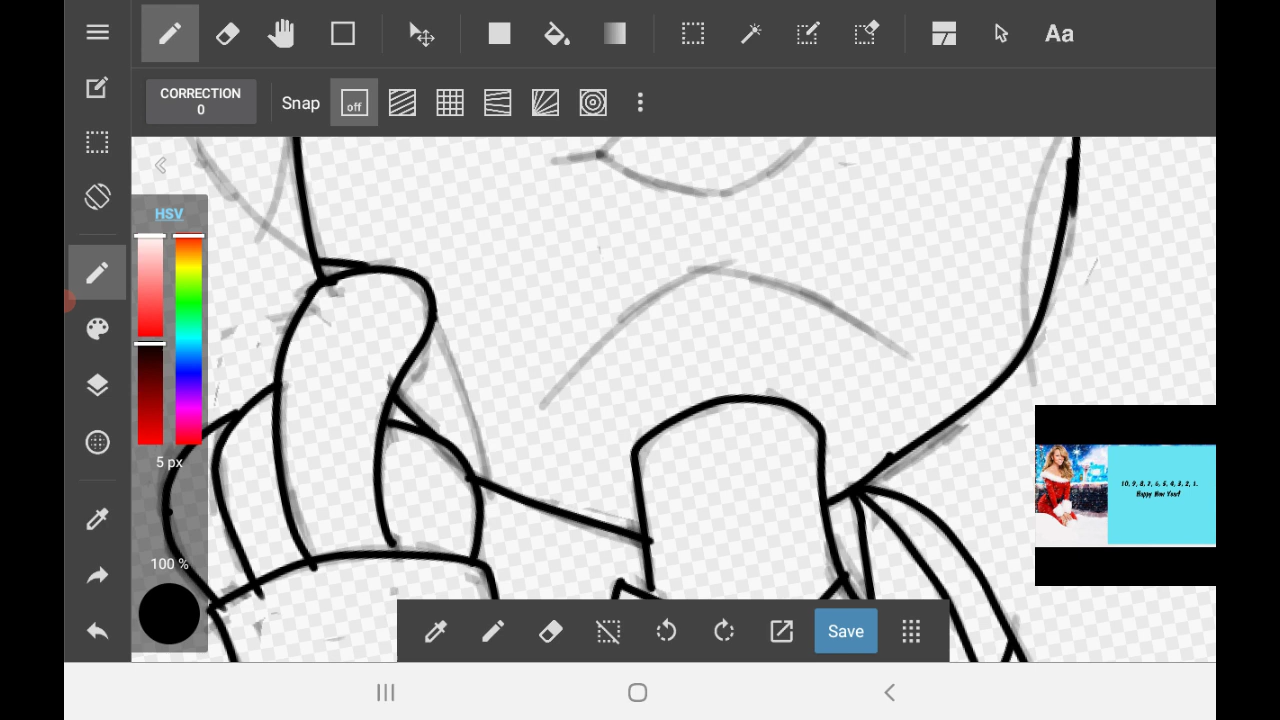 Aa
CORRECTION
0
Snap
off
HSV
5 px
100 %
10, 9, 8, 7, 6, 5, 4, 3, 2, 1.
Happy New Year!
Save